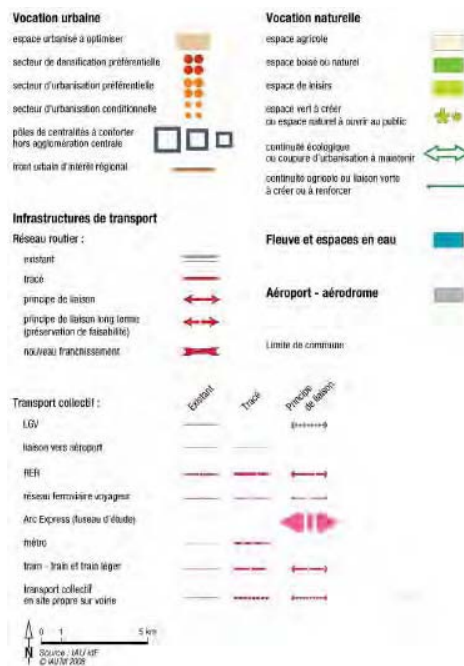 Vocation urbaine
espace urbanisé à optimiser
secteur de densification préférentielle
secteur d'urbanisation préférentielle
secteur d'urbanisation conditionnelle
pôles de centralités à conforter
hors agglomération centrale
front urbain d'intérêt régional
Vocation naturelle
espace agricole
espace boisé ou naturel
espace de loisirs
espace vert à créer
ou espace naturel à ouvrir au public
continuité écologique
ou coupure d'urbanisation à maintenir
continuité agricole ou liaison verte
à créer ou à renforcer
Infrastructures de transport
Réseau routier :
existant
tracé
principe de liaison
principe de liaison long terme
(préservation de faisabilité)
nouveau franchissement
Fleuve et espaces en eau
Aéroport - aérodrome
Limite de commune
Transport collectif :
Existant
Tracé
Principe
de liaison
LGV
liaison vers aéroport
RER
réseau ferroviaire voyageur
Arc Express (fuseau d'étude)
métro
tram - train et train léger
transport collectif
en site propre sur voirie
0 1 5 km
N
Source : IAU IdF
© IAU IdF 2008